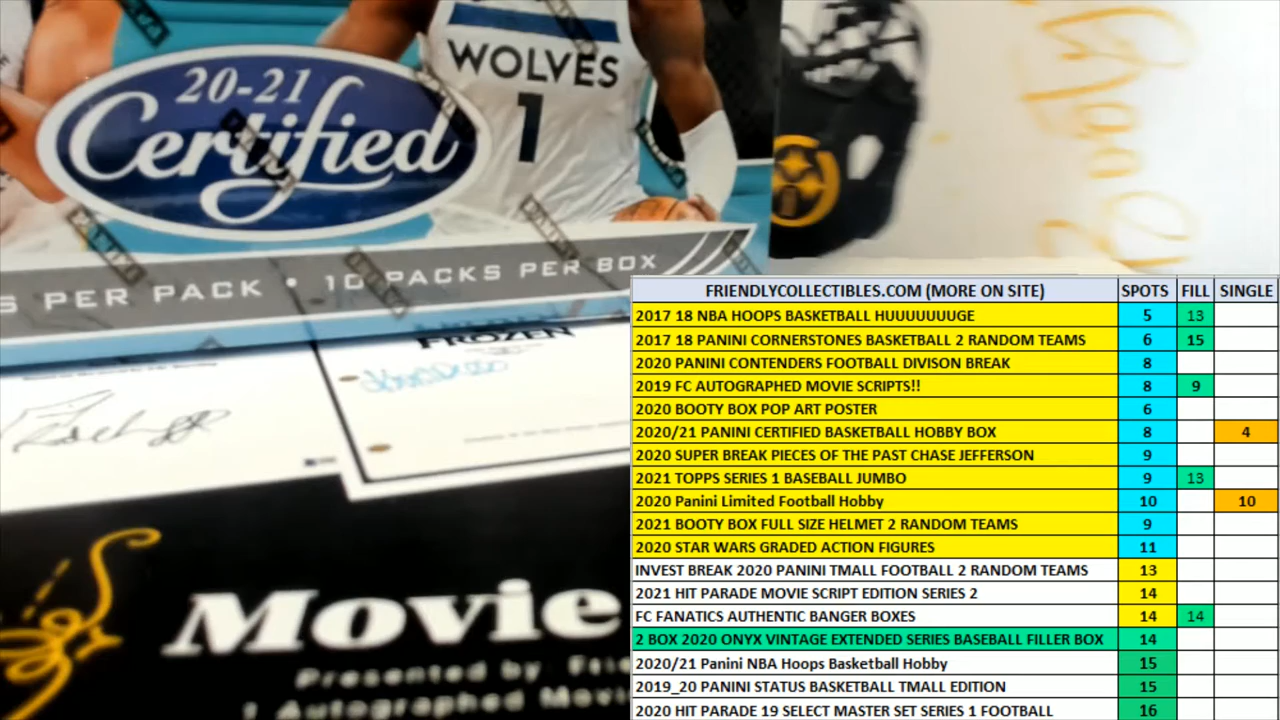 20-21
Certified
WOLVES
1
S PER PACK • 10 PACKS PER BOX
FROZEN
Movie
Presented by: Frie
1 Autographed Movi
FRIENDLYCOLLECTIBLES.COM (MORE ON SITE) SPOTS FILL SINGLE
2017 18 NBA HOOPS BASKETBALL HUUUUUUUGE 5 13
2017 18 PANINI CORNERSTONES BASKETBALL 2 RANDOM TEAMS 6 15
2020 PANINI CONTENDERS FOOTBALL DIVISON BREAK 8
2019 FC AUTOGRAPHED MOVIE SCRIPTS!! 8 9
2020 BOOTY BOX POP ART POSTER 6
2020/21 PANINI CERTIFIED BASKETBALL HOBBY BOX 8 4
2020 SUPER BREAK PIECES OF THE PAST CHASE JEFFERSON 9
2021 TOPPS SERIES 1 BASEBALL JUMBO 9 13
2020 Panini Limited Football Hobby 10 10
2021 BOOTY BOX FULL SIZE HELMET 2 RANDOM TEAMS 9
2020 STAR WARS GRADED ACTION FIGURES 11
INVEST BREAK 2020 PANINI TMALL FOOTBALL 2 RANDOM TEAMS 13
2021 HIT PARADE MOVIE SCRIPT EDITION SERIES 2 14
FC FANATICS AUTHENTIC BANGER BOXES 14 14
2 BOX 2020 ONYX VINTAGE EXTENDED SERIES BASEBALL FILLER BOX 14
2020/21 Panini NBA Hoops Basketball Hobby 15
2019_20 PANINI STATUS BASKETBALL TMALL EDITION 15
2020 HIT PARADE 19 SELECT MASTER SET SERIES 1 FOOTBALL 16